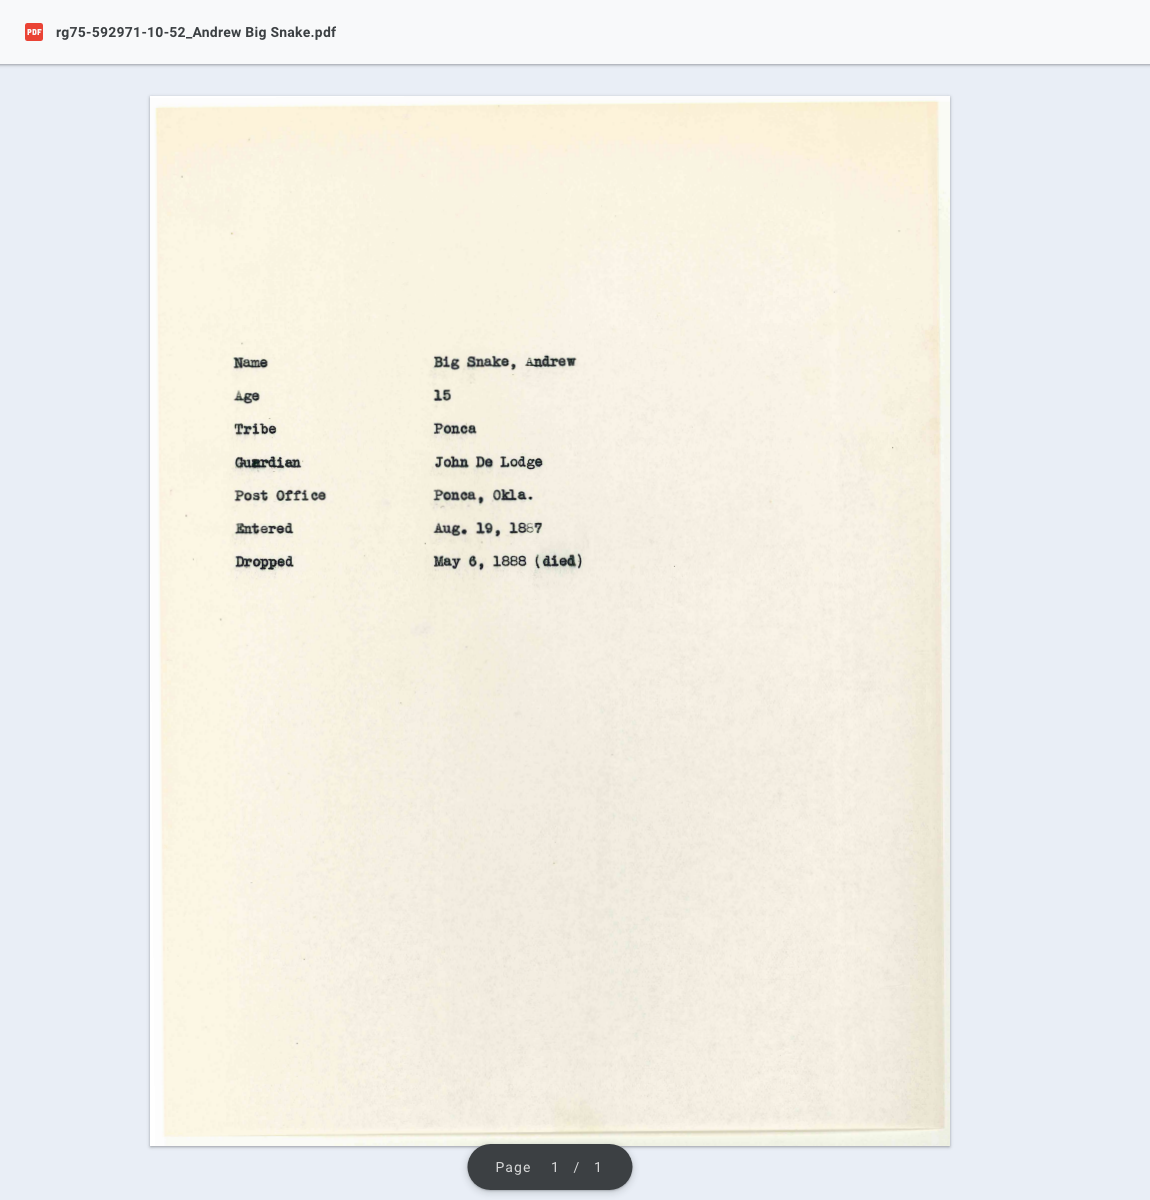 PDF rg75-592971-10-52_Andrew Big Snake.pdf
Name Big Snake, Andrew
Age 15
Tribe Ponca
Guardian John De Lodge
Post Office Ponca, Okla.
Entered Aug. 19, 1887
Dropped May 6, 1888 (died)
Page 1 / 1